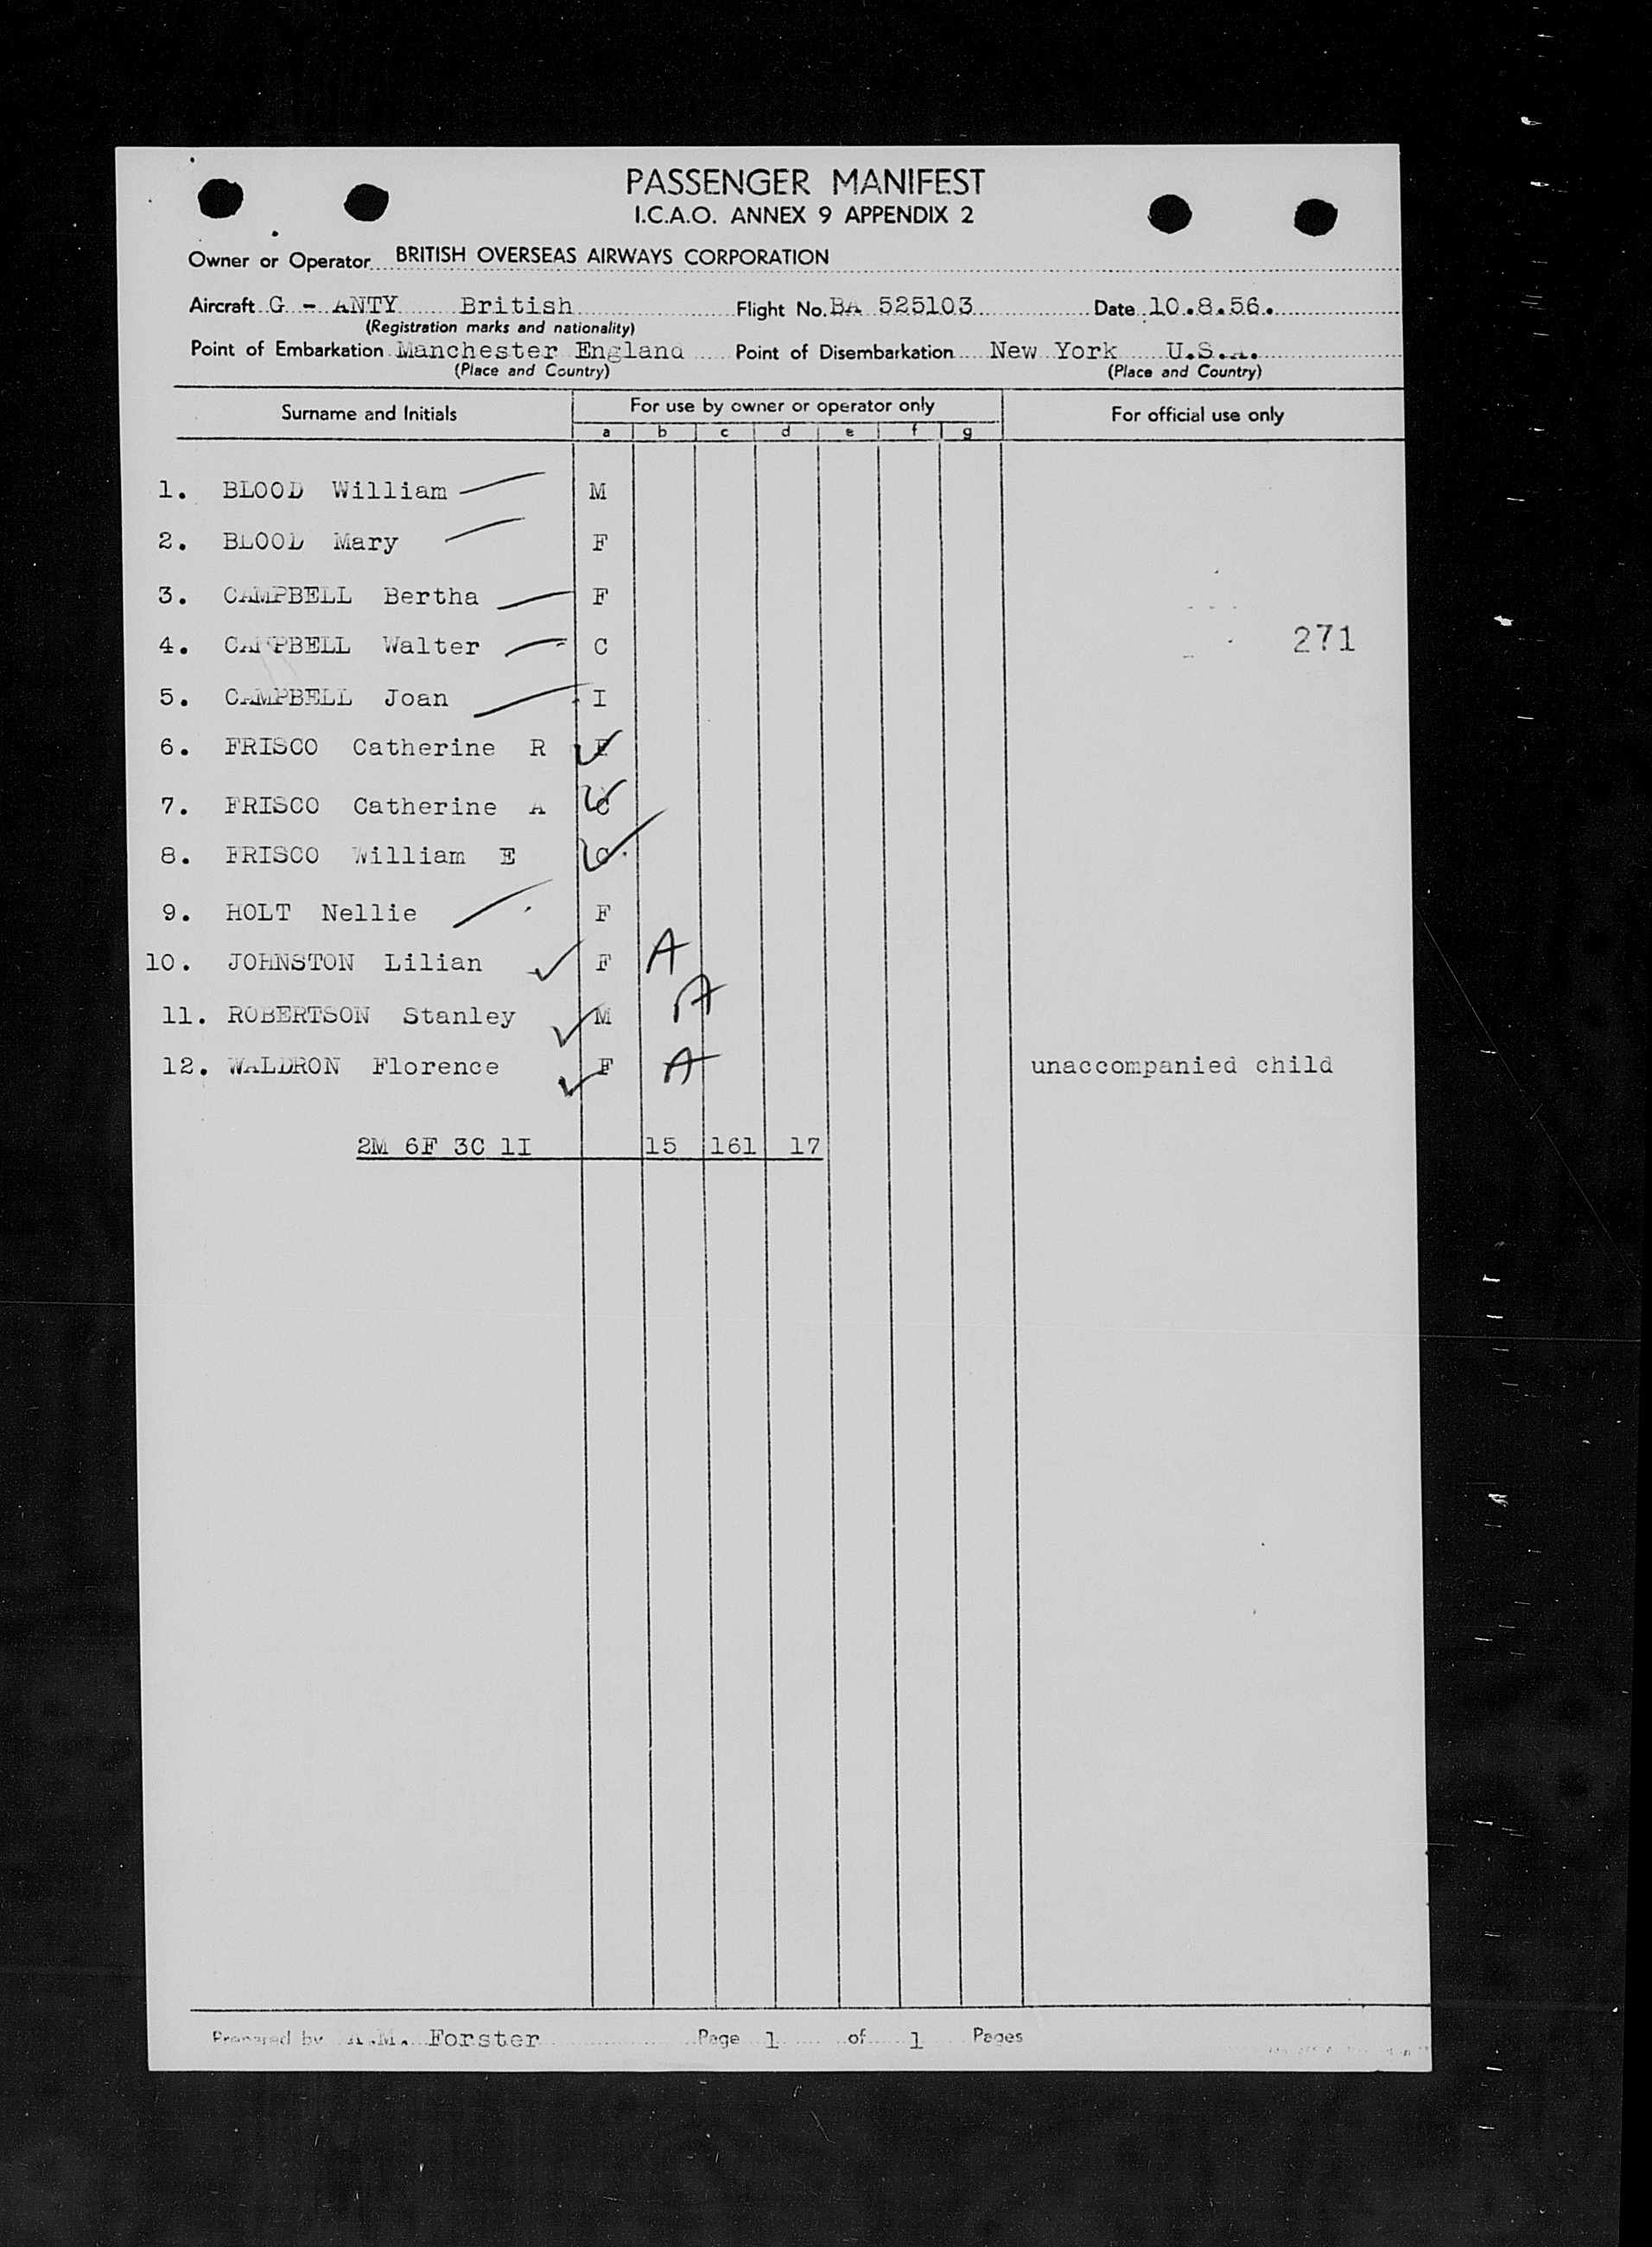 PASSENGER MANIFEST
I.C.A.O. ANNEX 9 APPENDIX 2
Owner or Operator BRITISH OVERSEAS AIRWAYS CORPORATION
Aircraft G - ANTY British Flight No. BA 525103 Date 10.8.56.
(Registration marks and nationality)
Point of Embarkation Manchester England Point of Disembarkation New York U.S.A.
(Place and Country) (Place and Country)
Surname and Initials For use by owner or operator only For official use only
a b c d e f g
1. BLOOD William M
2. BLOOD Mary F
3. CAMPBELL Bertha F
4. CAMPBELL Walter C 271
5. CAMPBELL Joan I
6. FRISCO Catherine R F
7. FRISCO Catherine A C
8. FRISCO William E C
9. HOLT Nellie F
10. JOHNSTON Lilian F A
11. ROBERTSON Stanley M A
12. WALDRON Florence F A unaccompanied child
2M 6F 3C 1I 15 161 17
Prepared by A.M. Forster Page 1 of 1 Pages